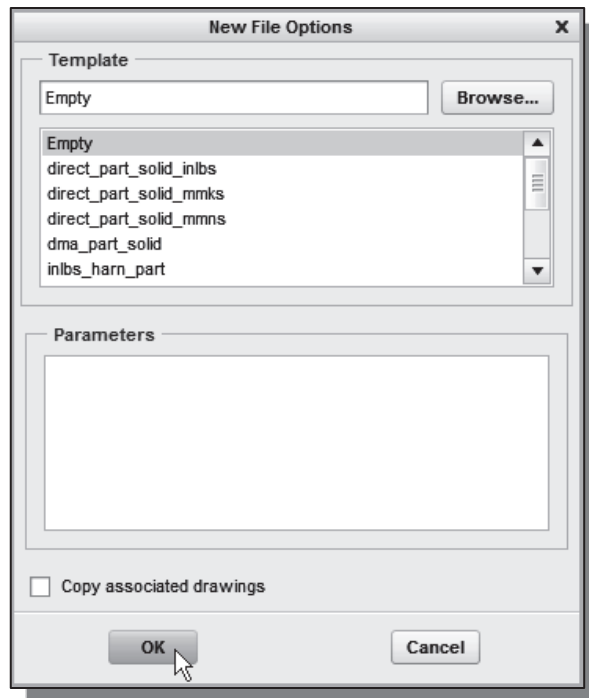 New File Options X
Template
Empty Browse...
Empty
direct_part_solid_inlbs
direct_part_solid_mmks
direct_part_solid_mmns
dma_part_solid
inlbs_harn_part
Parameters
Copy associated drawings
OK Cancel